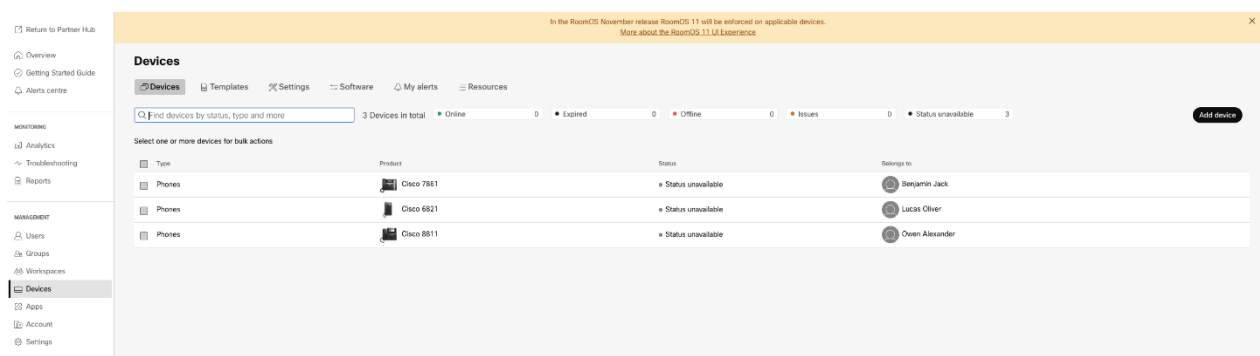 In the RoomOS November release RoomOS 11 will be enforced on applicable devices.
More about the RoomOS 11 UI Experience
Return to Partner Hub
Overview
Getting Started Guide
Alerts centre
MONITORING
Analytics
Troubleshooting
Reports
MANAGEMENT
Users
Groups
Workspaces
Devices
Apps
Account
Settings
Devices
Devices Templates Settings Software My alerts Resources
Find devices by status, type and more 3 Devices in total Online 0 Expired 0 Offline 0 Issues 0 Status unavailable 3 Add device
Select one or more devices for bulk actions
Type Product Status Belongs to
Phones Cisco 7861 Status unavailable Benjamin Jack
Phones Cisco 6821 Status unavailable Lucas Oliver
Phones Cisco 8811 Status unavailable Owen Alexander